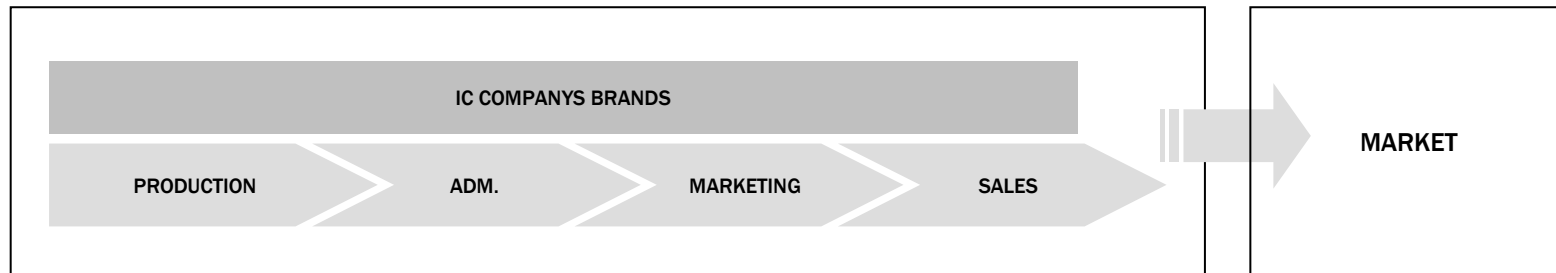 IC COMPANYS BRANDS
PRODUCTION
ADM.
MARKETING
SALES
MARKET